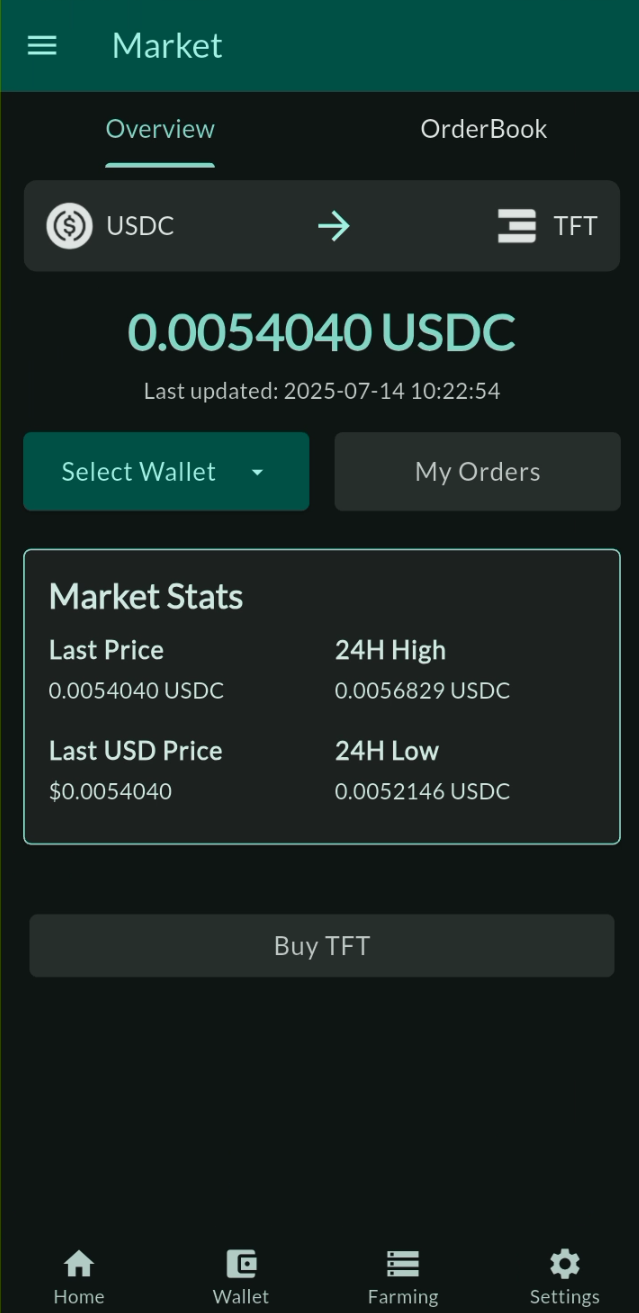 Market
Overview OrderBook
USDC TFT
0.0054040 USDC
Last updated: 2025-07-14 10:22:54
Select Wallet My Orders
Market Stats
Last Price 24H High
0.0054040 USDC 0.0056829 USDC
Last USD Price 24H Low
$0.0054040 0.0052146 USDC
Buy TFT
Home Wallet Farming Settings